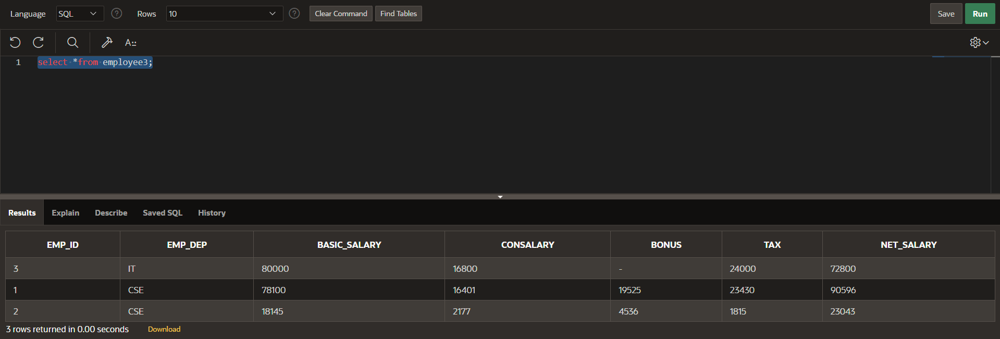 Language SQL ? Rows 10 ? Clear Command Find Tables Save Run
A::
1 select *from employee3;
Results Explain Describe Saved SQL History
EMP_ID EMP_DEP BASIC_SALARY CONSALARY BONUS TAX NET_SALARY
3 IT 80000 16800 - 24000 72800
1 CSE 78100 16401 19525 23430 90596
2 CSE 18145 2177 4536 1815 23043
3 rows returned in 0.00 seconds Download